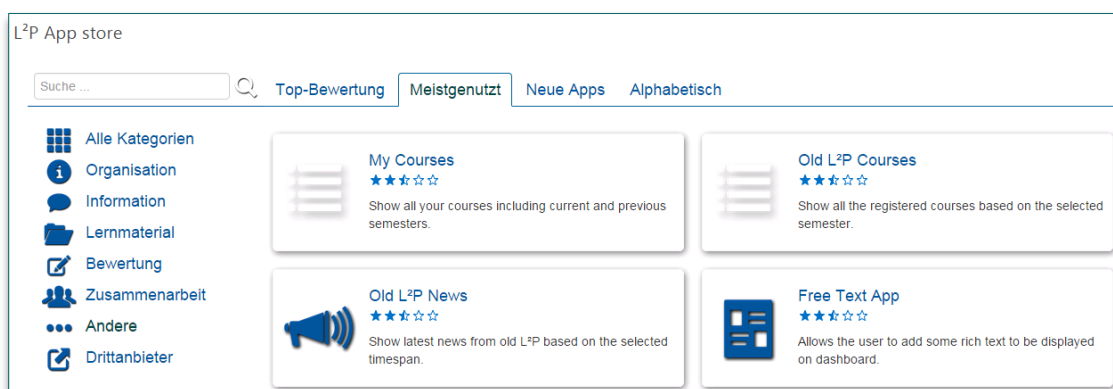 L²P App store
Suche ...
Top-Bewertung
Meistgenutzt
Neue Apps
Alphabetisch
Alle Kategorien
Organisation
Information
Lernmaterial
Bewertung
Zusammenarbeit
Andere
Drittanbieter
My Courses
Show all your courses including current and previous
semesters.
Old L²P Courses
Show all the registered courses based on the selected
semester.
Old L²P News
Show latest news from old L²P based on the selected
timespan.
Free Text App
Allows the user to add some rich text to be displayed
on dashboard.